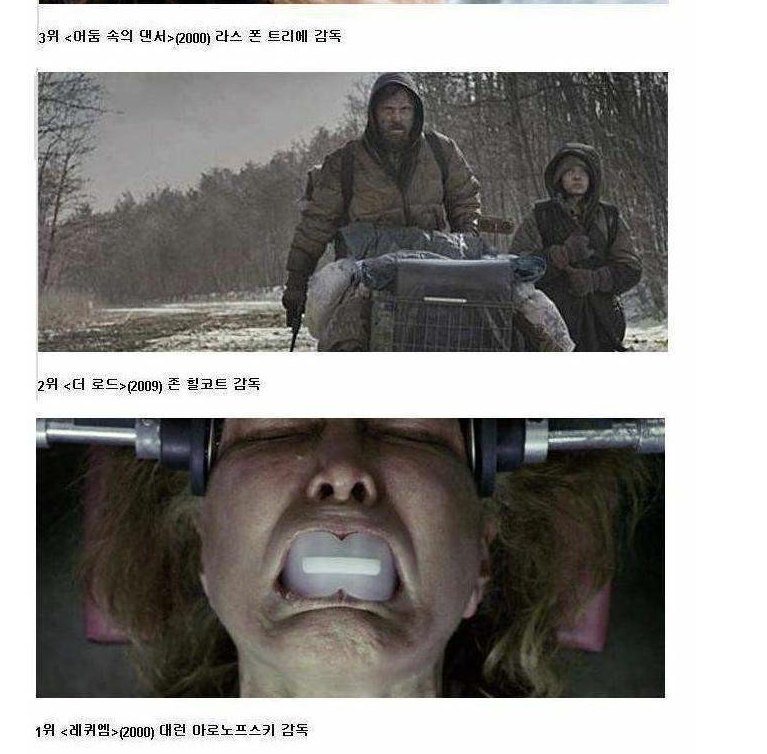 3위 <어둠 속의 댄서>(2000) 라스 폰 트리에 감독
2위 <더 로드>(2009) 존 힐코트 감독
1위 <레퀴엠>(2000) 대런 아로노프스키 감독